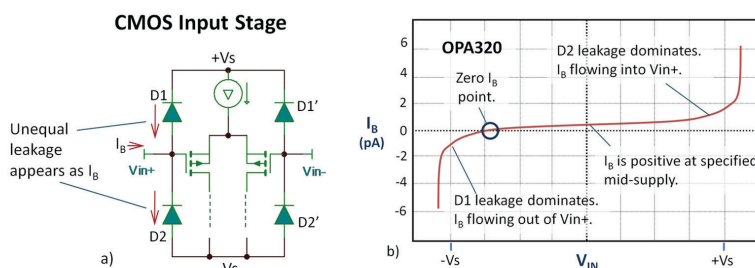 CMOS Input Stage
+Vs
D1
D1'
Unequal
leakage
appears as IB
IB
Vin+
Vin-
D2
D2'
-Vs
a)
OPA320
Zero IB
point.
D2 leakage dominates.
IB flowing into Vin+.
IB
(pA)
6
4
2
0
-2
-4
-6
IB is positive at specified
mid-supply.
D1 leakage dominates.
IB flowing out of Vin+.
b)
-Vs
VIN
+Vs